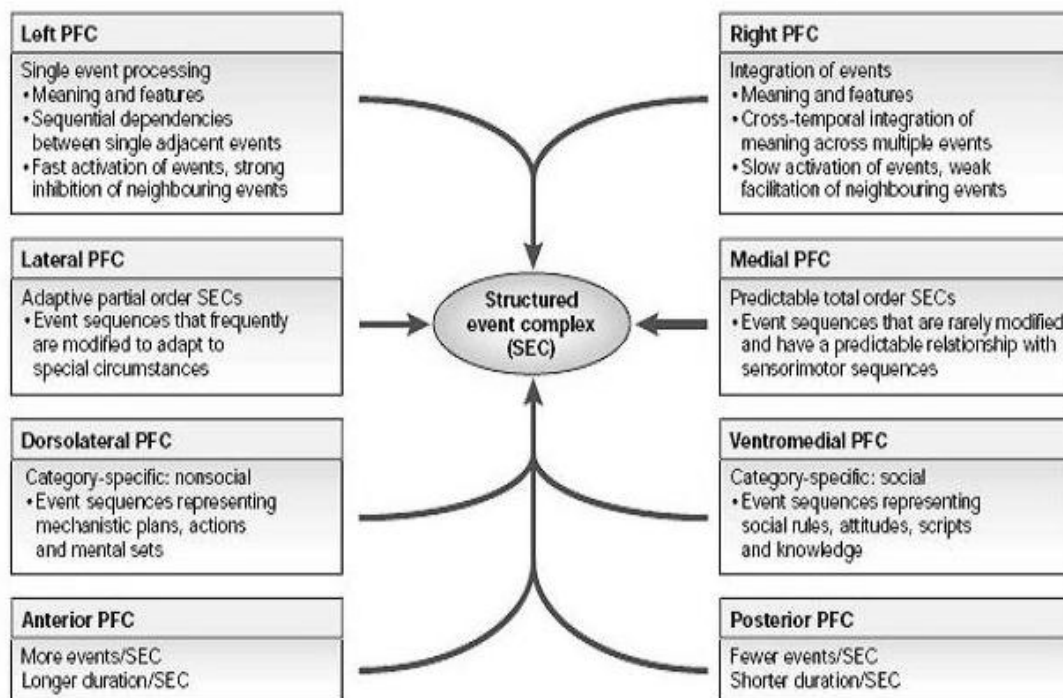 Left PFC
Single event processing
• Meaning and features
• Sequential dependencies
between single adjacent events
• Fast activation of events, strong
inhibition of neighbouring events
Right PFC
Integration of events
• Meaning and features
• Cross-temporal integration of
meaning across multiple events
• Slow activation of events, weak
facilitation of neighbouring events
Lateral PFC
Adaptive partial order SECs
• Event sequences that frequently
are modified to adapt to
special circumstances
Structured
event complex
(SEC)
Medial PFC
Predictable total order SECs
• Event sequences that are rarely modified
and have a predictable relationship with
sensorimotor sequences
Dorsolateral PFC
Category-specific: nonsocial
• Event sequences representing
mechanistic plans, actions
and mental sets
Ventromedial PFC
Category-specific: social
• Event sequences representing
social rules, attitudes, scripts
and knowledge
Anterior PFC
More events/SEC
Longer duration/SEC
Posterior PFC
Fewer events/SEC
Shorter duration/SEC